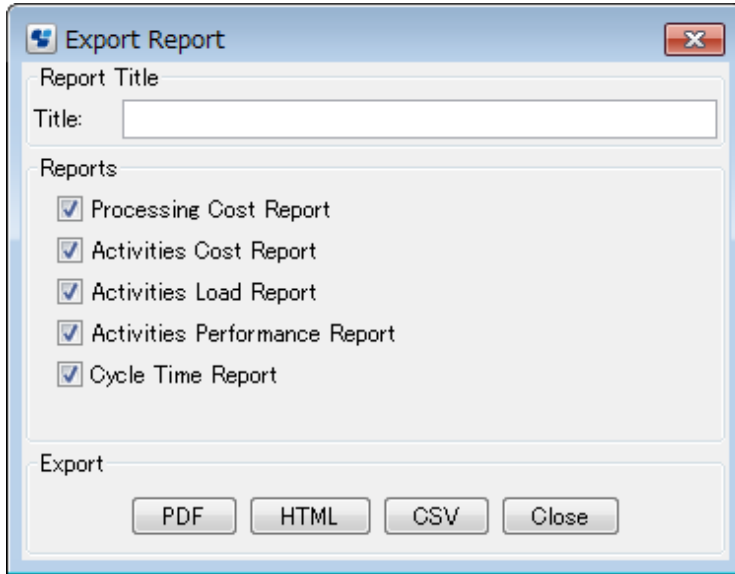 Export Report
Report Title
Title:
Reports
Processing Cost Report
Activities Cost Report
Activities Load Report
Activities Performance Report
Cycle Time Report
Export
PDF HTML CSV Close